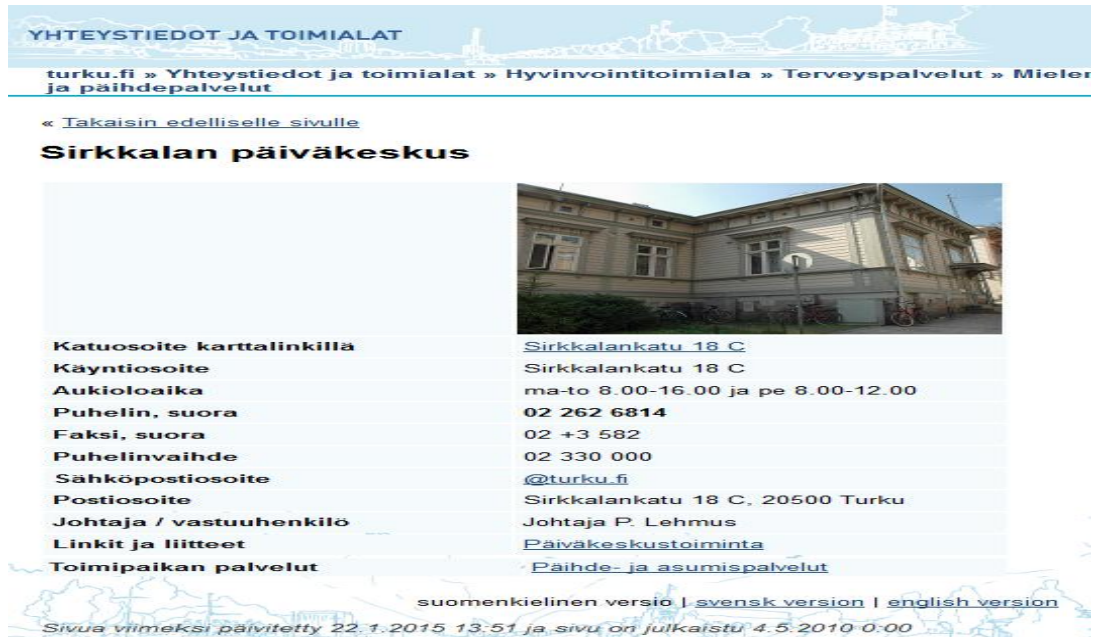 YHTEYSTIEDOT JA TOIMIALAT
turku.fi » Yhteystiedot ja toimialat » Hyvinvointitoimiala » Terveyspalvelut » Mieler
ja päihdepalvelut
« Takaisin edelliselle sivulle
Sirkkalan päiväkeskus
Katuosoite karttalinkillä Sirkkalankatu 18 C
Käyntiosoite Sirkkalankatu 18 C
Aukioloaika ma-to 8.00-16.00 ja pe 8.00-12.00
Puhelin, suora 02 262 6814
Faksi, suora 02 +3 582
Puhelinvaihde 02 330 000
Sähköpostiosoite @turku.fi
Postiosoite Sirkkalankatu 18 C, 20500 Turku
Johtaja / vastuuhenkilö Johtaja P. Lehmus
Linkit ja liitteet Päiväkeskustoiminta
Toimipaikan palvelut Päihde- ja asumispalvelut
suomenkielinen versio | svensk version | english version
Sivua viimeksi päivitetty 22.1.2015 13:51 ja sivu on julkaistu 4.5.2010 0:00